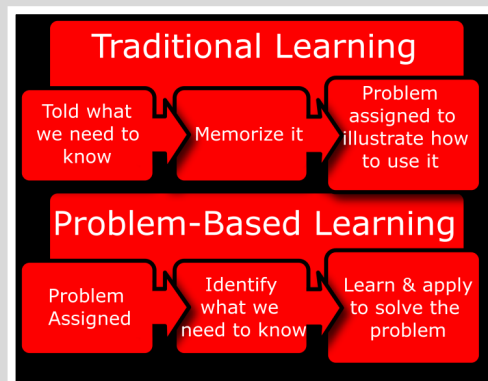 Traditional Learning
Told what
we need to
know
Memorize it
Problem
assigned to
illustrate how
to use it
Problem-Based Learning
Problem
Assigned
Identify
what we
need to know
Learn & apply
to solve the
problem